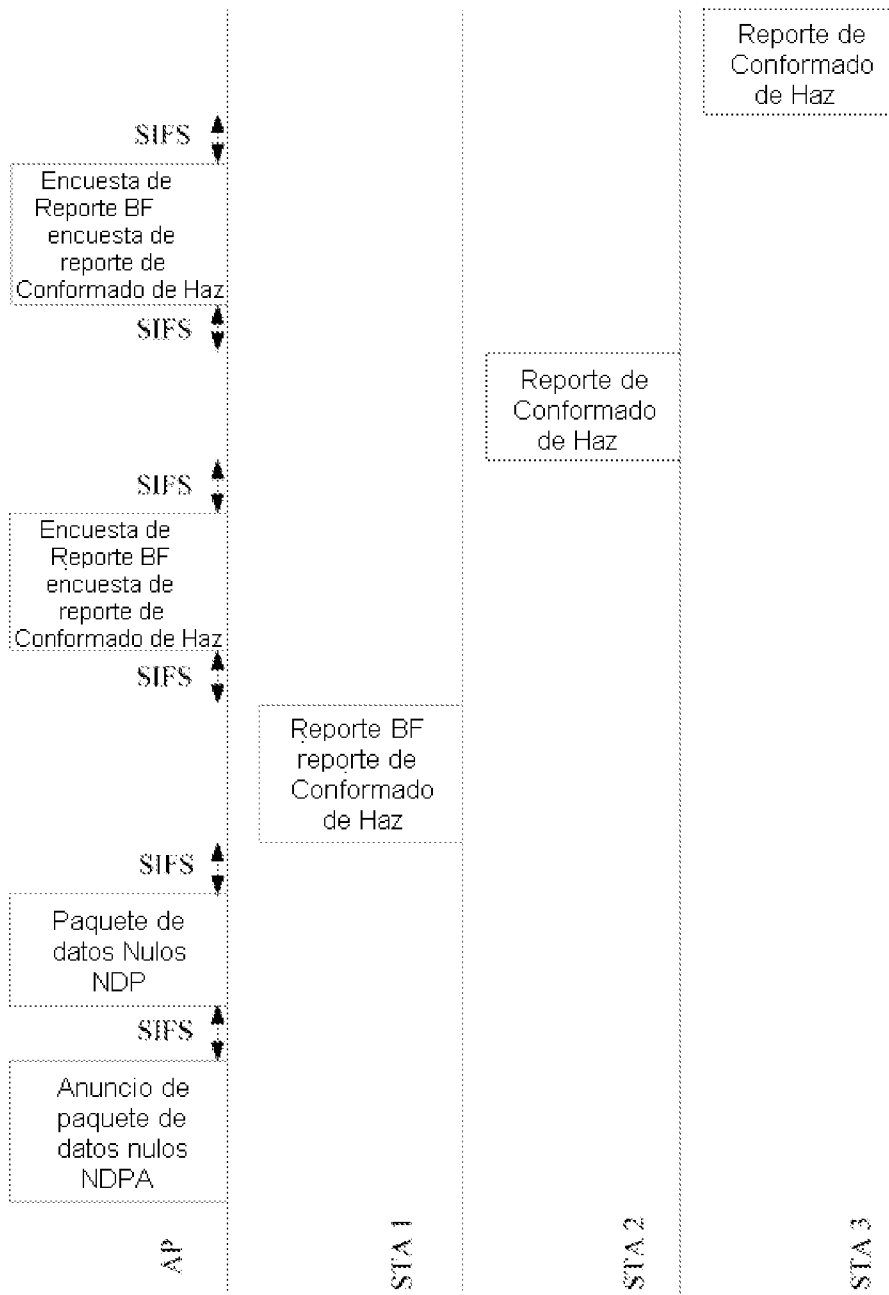 Reporte de
Conformado
de Haz
SIFS
Encuesta de
Reporte BF
encuesta de
reporte de
Conformado de Haz
SIFS
Reporte de
Conformado
de Haz
SIFS
Encuesta de
Reporte BF
encuesta de
reporte de
Conformado de Haz
SIFS
Reporte BF
reporte de
Conformado
de Haz
SIFS
Paquete de
datos Nulos
NDP
SIFS
Anuncio de
paquete de
datos nulos
NDPA
AP
STA 1
STA 2
STA 3